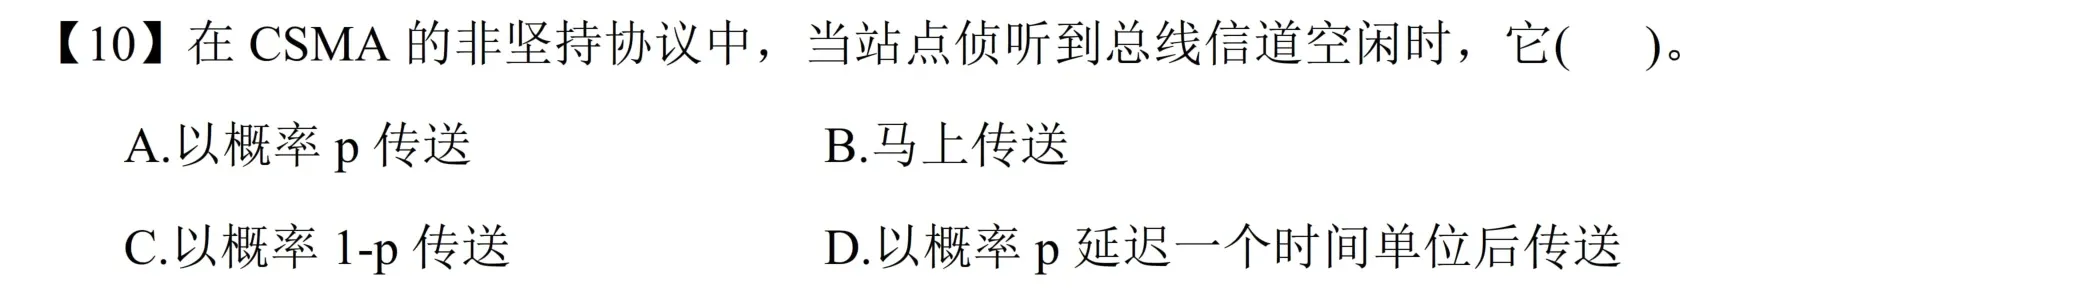 【10】在 CSMA 的非坚持协议中，当站点侦听到总线信道空闲时，它(    )。
A.以概率 p 传送 B.马上传送
C.以概率 1-p 传送 D.以概率 p 延迟一个时间单位后传送